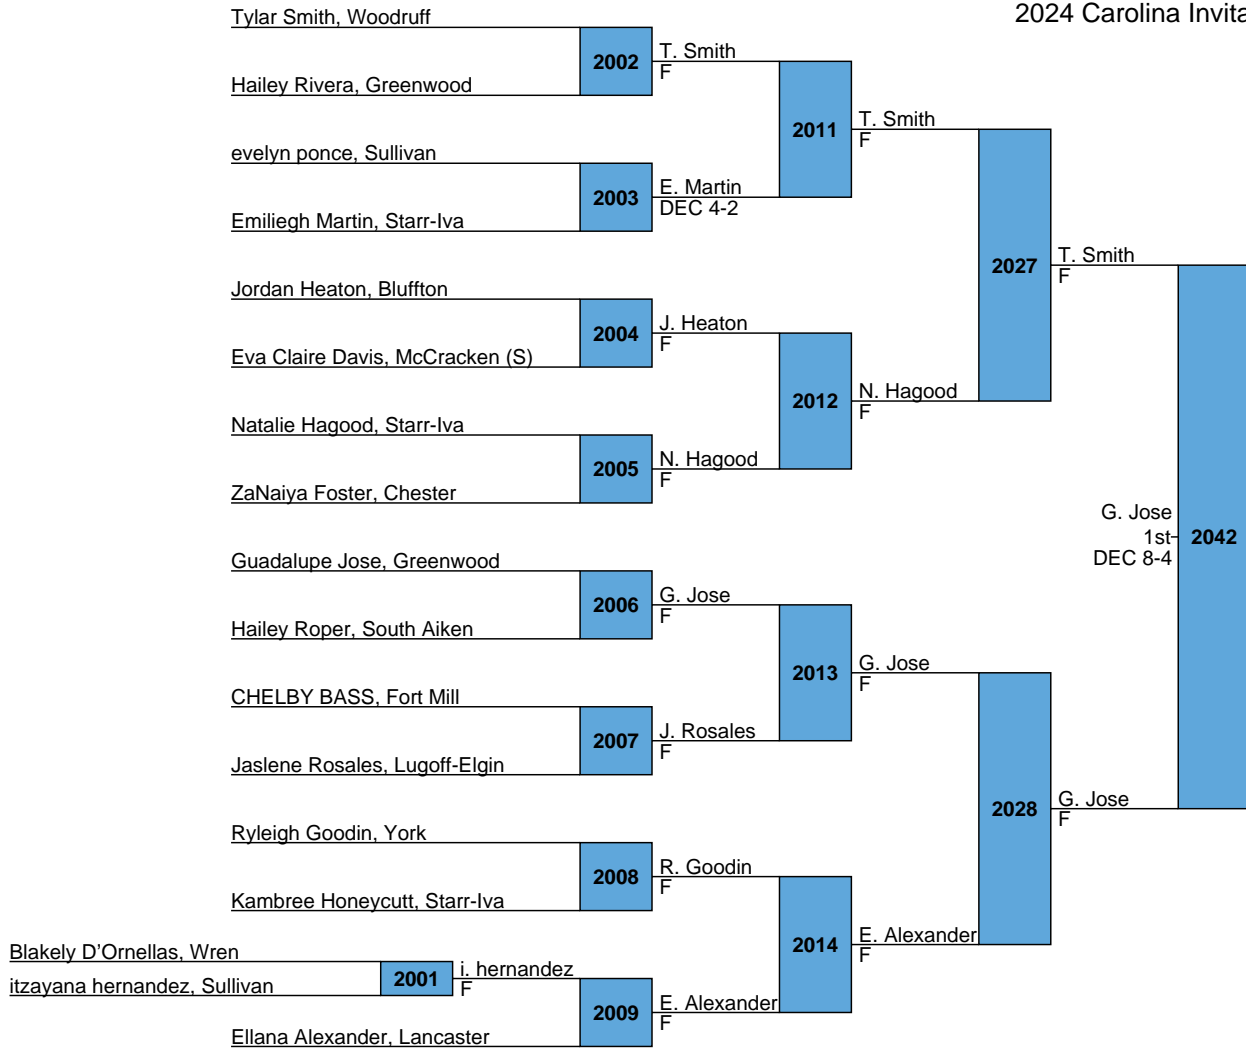 2024 Carolina Invita
Tylar Smith, Woodruff
2002
T. Smith
F
Hailey Rivera, Greenwood
2011
T. Smith
F
evelyn ponce, Sullivan
2003
E. Martin
DEC 4-2
Emiliegh Martin, Starr-Iva
2027
T. Smith
F
Jordan Heaton, Bluffton
2004
J. Heaton
F
Eva Claire Davis, McCracken (S)
2012
N. Hagood
F
Natalie Hagood, Starr-Iva
2005
N. Hagood
F
ZaNaiya Foster, Chester
G. Jose
1st
DEC 8-4
2042
Guadalupe Jose, Greenwood
2006
G. Jose
F
Hailey Roper, South Aiken
2013
G. Jose
F
CHELBY BASS, Fort Mill
2007
J. Rosales
F
Jaslene Rosales, Lugoff-Elgin
2028
G. Jose
F
Ryleigh Goodin, York
2008
R. Goodin
F
Kambree Honeycutt, Starr-Iva
2014
E. Alexander
F
Blakely D'Ornellas, Wren
2001
i. hernandez
F
itzayana hernandez, Sullivan
2009
E. Alexander
F
Ellana Alexander, Lancaster